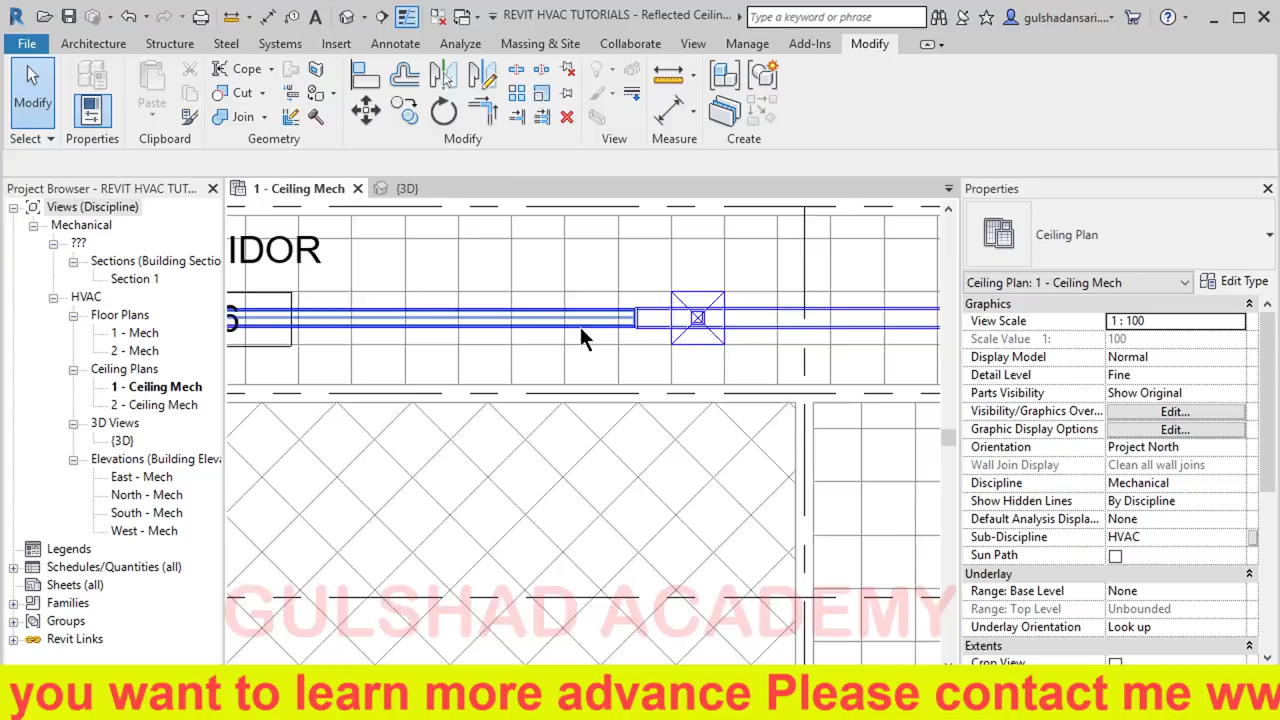 REVIT HVAC TUTORIALS - Reflected Ceilin...
Type a keyword or phrase
gulshadansari....
File Architecture Structure Steel Systems Insert Annotate Analyze Massing & Site Collaborate View Manage Add-Ins Modify
Modify
Properties
Paste
Cope
Cut
Join
Select Properties Clipboard Geometry Modify View Measure Create
Project Browser - REVIT HVAC TUT...
Views (Discipline)
Mechanical
???
Sections (Building Sectio
Section 1
HVAC
Floor Plans
1 - Mech
2 - Mech
Ceiling Plans
1 - Ceiling Mech
2 - Ceiling Mech
3D Views
{3D}
Elevations (Building Eleva
East - Mech
North - Mech
South - Mech
West - Mech
Legends
Schedules/Quantities (all)
Sheets (all)
Families
Groups
Revit Links
1 - Ceiling Mech
{3D}
IDOR
GULSHAD ACADEMY
Properties
Ceiling Plan
Ceiling Plan: 1 - Ceiling Mech
Edit Type
Graphics
View Scale 1 : 100
Scale Value 1: 100
Display Model Normal
Detail Level Fine
Parts Visibility Show Original
Visibility/Graphics Over... Edit...
Graphic Display Options Edit...
Orientation Project North
Wall Join Display Clean all wall joins
Discipline Mechanical
Show Hidden Lines By Discipline
Default Analysis Displa... None
Sub-Discipline HVAC
Sun Path
Underlay
Range: Base Level None
Range: Top Level Unbounded
Underlay Orientation Look up
Extents
Crop View
you want to learn more advance Please contact me ww